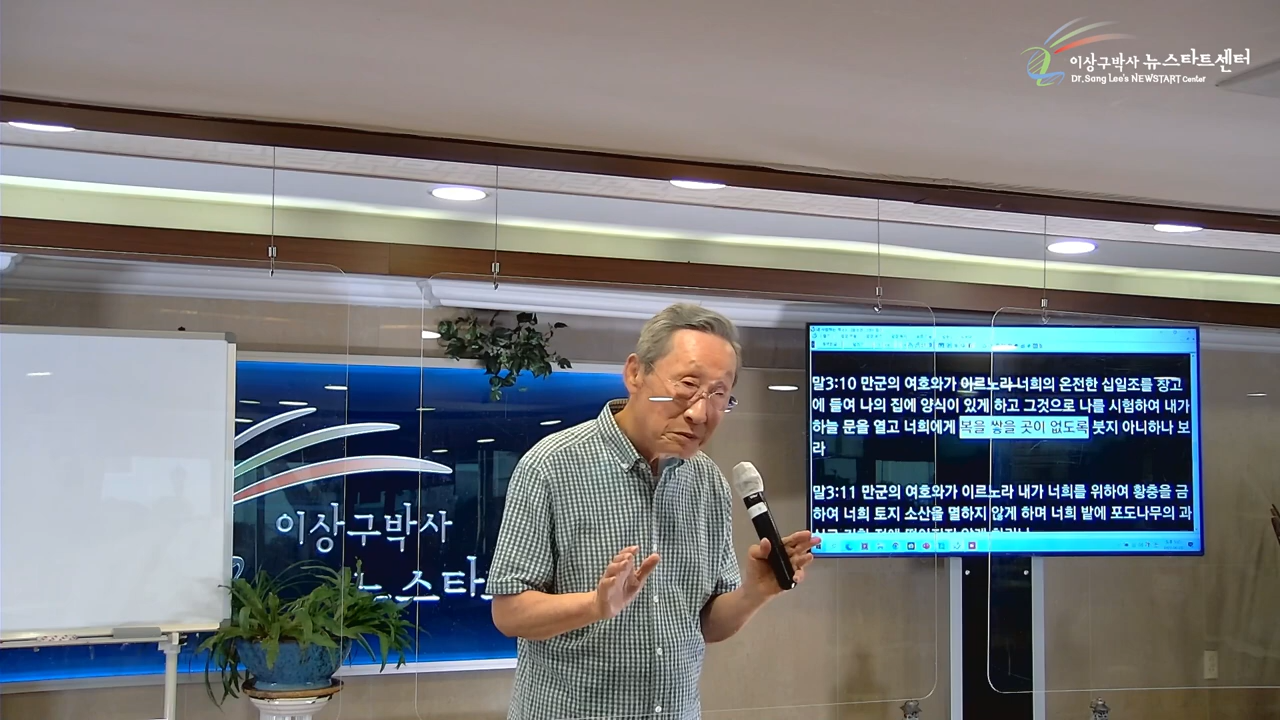 이상구박사 뉴스타트센터
Dr. Sang Lee's NEWSTART Center
말3:10 만군의 여호와가 이르노라 너희의 온전한 십일조를 창고
에 들여 나의 집에 양식이 있게 하고 그것으로 나를 시험하여 내가
하늘 문을 열고 너희에게 복을 쌓을 곳이 없도록 붓지 아니하나 보
라
말3:11 만군의 여호와가 이르노라 내가 너희를 위하여 황충을 금
하여 너희 토지 소산을 멸하지 않게 하며 너희 밭에 포도나무의 과
이상구박사
뉴스타